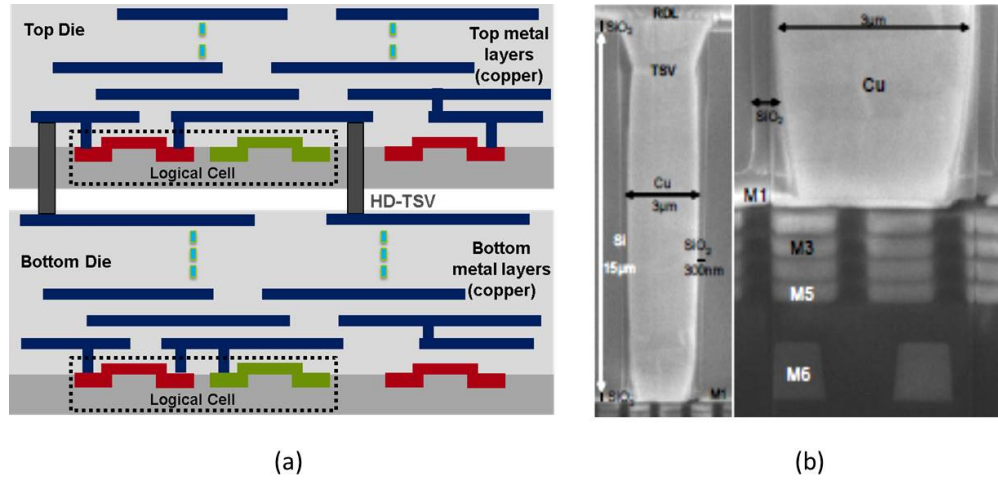 Top Die
Top metal
layers
(copper)
Logical Cell
HD-TSV
Bottom Die
Bottom
metal layers
(copper)
Logical Cell
(a)
SiO2
RDL
TSV
Cu
3µm
Si
15µm
SiO2
300nm
SiO2
M1
3µm
Cu
SiO2
M1
M3
M5
M6
(b)